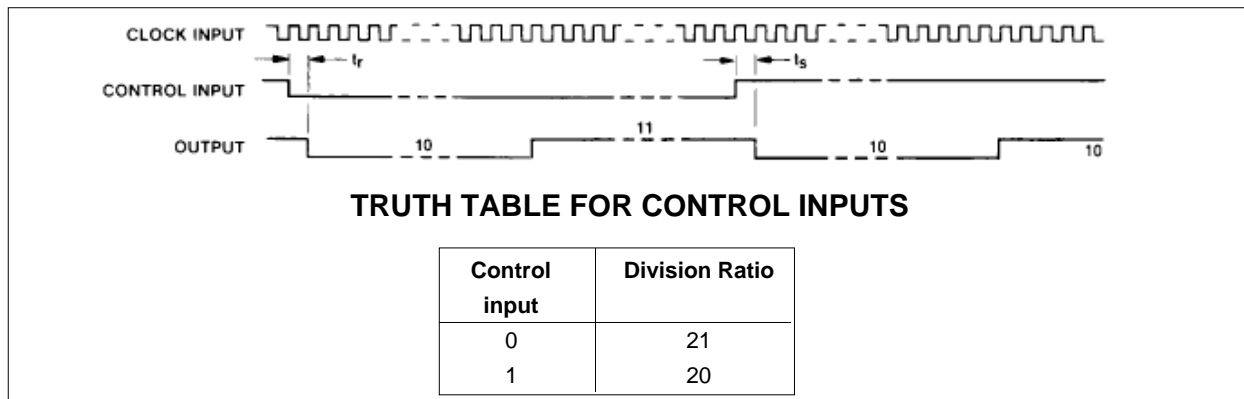 CLOCK INPUT
tr
ts
CONTROL INPUT
11
OUTPUT 10 10 10
TRUTH TABLE FOR CONTROL INPUTS
Control input Division Ratio
0 21
1 20